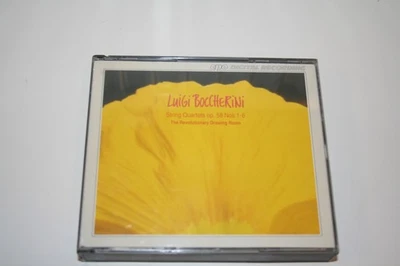 LUIGI BOCCHERINI
String Quartets op. 58 Nos 1-6
The Revolutionary Drawing Room